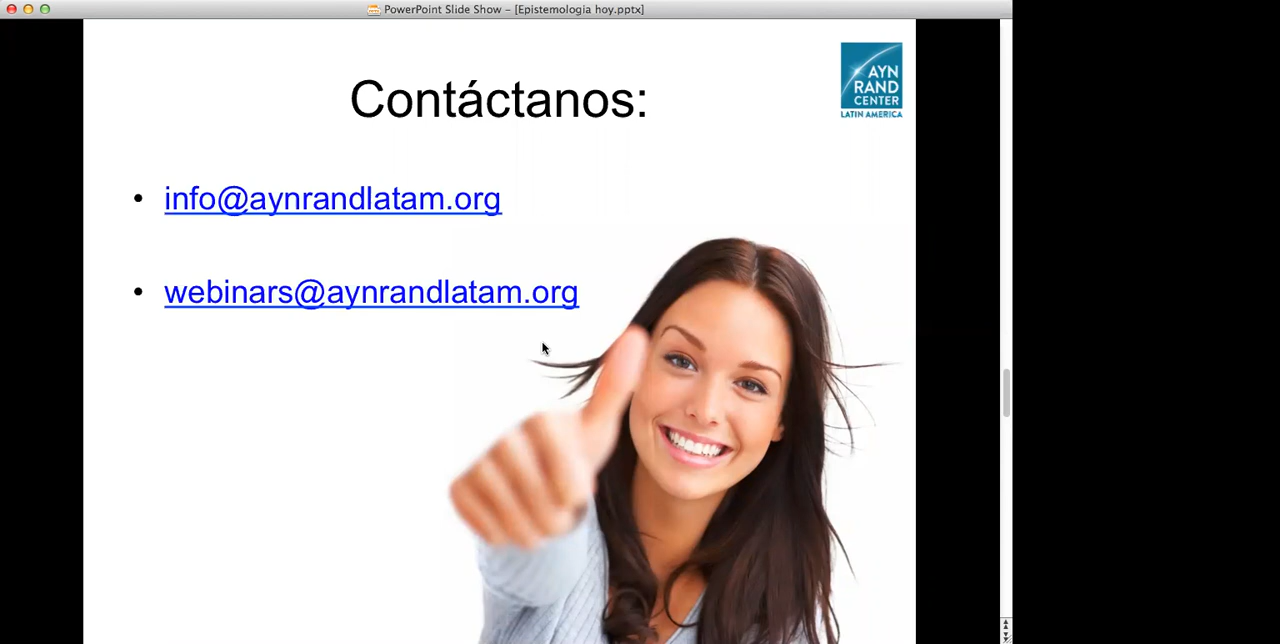 PowerPoint Slide Show – [Epistemologia hoy.pptx]
AYN
RAND
CENTER
LATIN AMERICA
Contáctanos:
• info@aynrandlatam.org
• webinars@aynrandlatam.org